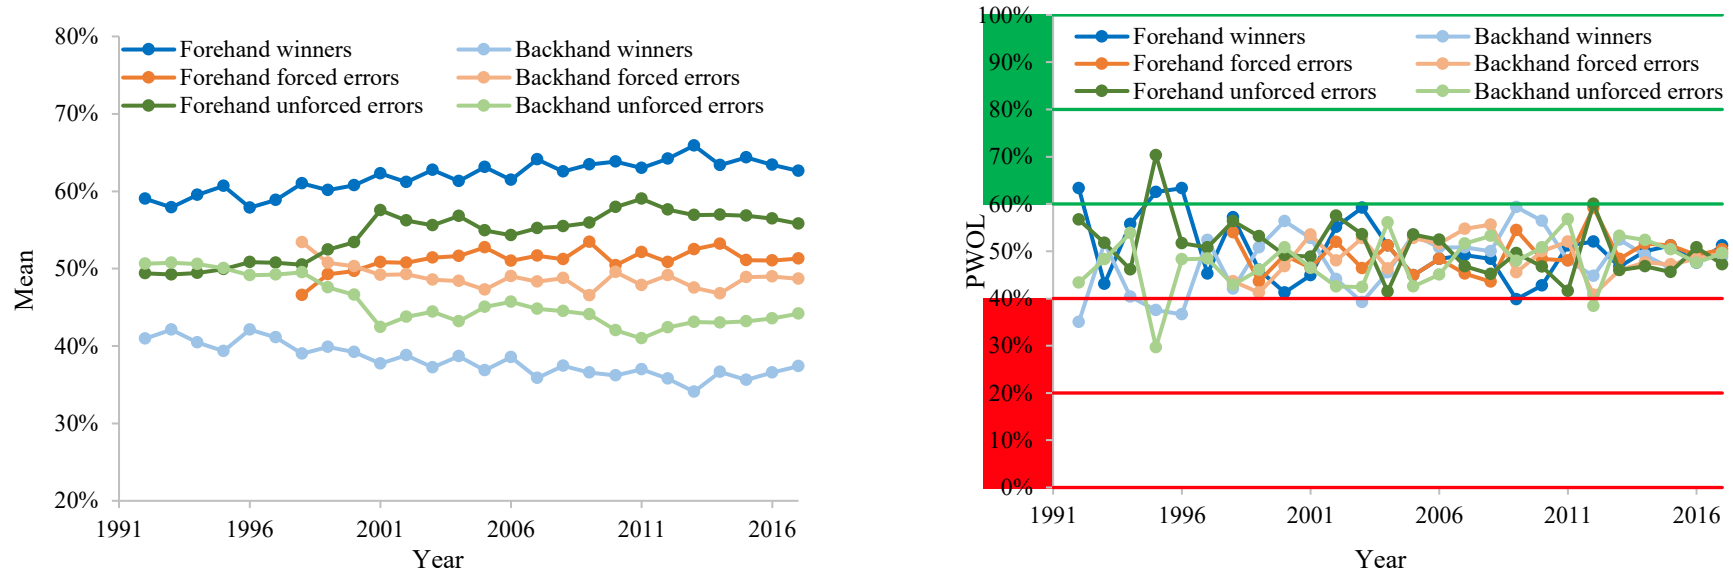 80%
Forehand winners
Backhand winners
Forehand forced errors
Backhand forced errors
Forehand unforced errors
Backhand unforced errors
70%
60%
50%
40%
30%
20%
Mean
1991 1996 2001 2006 2011 2016
Year
100%
Forehand winners
Backhand winners
Forehand forced errors
Backhand forced errors
Forehand unforced errors
Backhand unforced errors
90%
80%
70%
60%
50%
40%
30%
20%
10%
0%
PWOL
1991 1996 2001 2006 2011 2016
Year